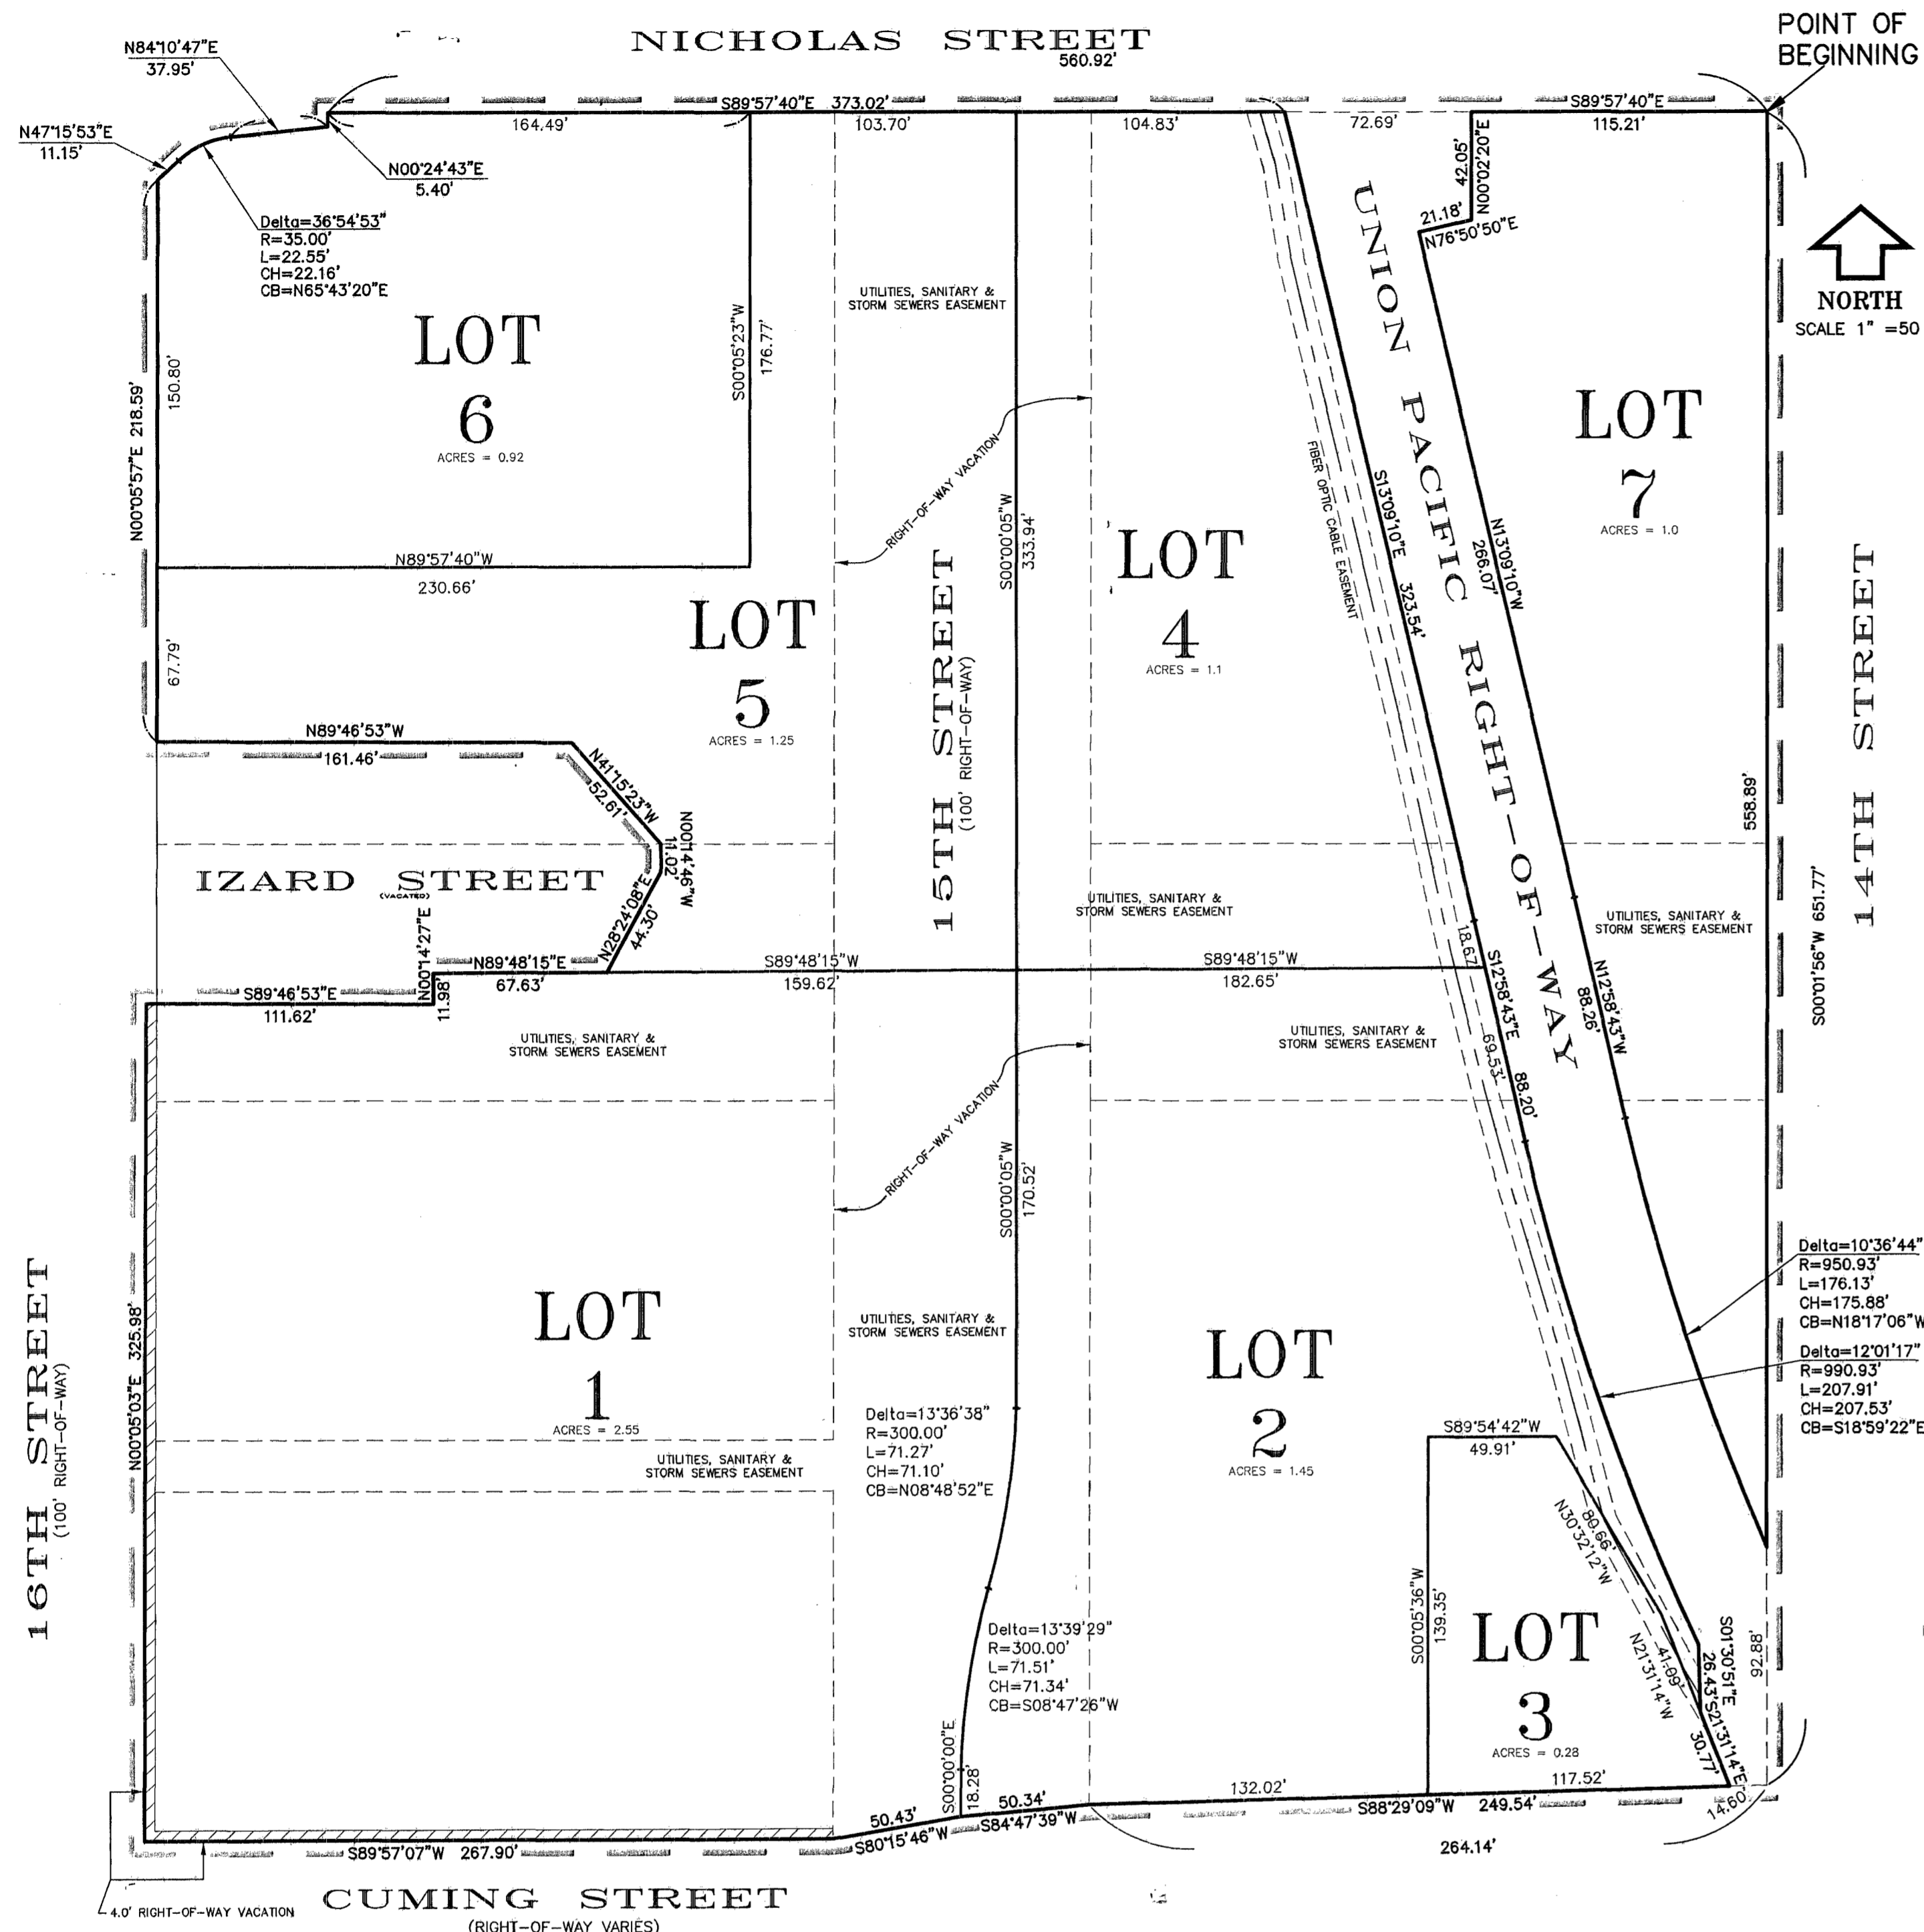 NICHOLAS STREET
560.92'
POINT OF
BEGINNING
N84°10'47"E
37.95'
N47°15'53"E
11.15'
S89°57'40"E 373.02'
164.49'
103.70'
104.83'
72.69'
S89°57'40"E
115.21'
N00°24'43"E
5.40'
Delta=36°54'53"
R=35.00'
L=22.55'
CH=22.16'
CB=N65°43'20"E
42.05'
N00°02'20"E
21.18'
N76°50'50"E
NORTH
SCALE 1" =50
UTILITIES, SANITARY &
STORM SEWERS EASEMENT
UNION PACIFIC RIGHT-OF-WAY
LOT
6
ACRES = 0.92
S00°05'23"W
176.77'
N00°05'57"E 218.59'
150.80'
LOT
7
ACRES = 1.0
RIGHT-OF-WAY VACATION
FIBER OPTIC CABLE EASEMENT
S13°09'10"E 323.54'
N13°09'10"W
266.07'
S00°00'05"W
333.94'
LOT
4
ACRES = 1.1
N89°57'40"W
230.66'
LOT
5
ACRES = 1.25
67.79'
15TH STREET
(100' RIGHT-OF-WAY)
14TH STREET
N89°46'53"W
161.46'
N41°15'23"W
52.61'
N00°14'46"W
11.02'
558.89'
S00°01'56"W 651.77'
IZARD STREET
(VACATED)
N28°24'08"E
44.30'
UTILITIES, SANITARY &
STORM SEWERS EASEMENT
UTILITIES, SANITARY &
STORM SEWERS EASEMENT
N00°14'27"E
11.98'
N89°48'15"E
67.63'
S89°48'15"W
159.62'
S89°48'15"W
182.65'
18.67'
S12°58'43"E
88.20'
69.53'
N12°58'43"W
88.26'
S89°46'53"E
111.62'
UTILITIES, SANITARY &
STORM SEWERS EASEMENT
UTILITIES, SANITARY &
STORM SEWERS EASEMENT
RIGHT-OF-WAY VACATION
S00°00'05"W
170.52'
Delta=10°36'44"
R=950.93'
L=176.13'
CH=175.88'
CB=N18°17'06"W
Delta=12°01'17"
R=990.93'
L=207.91'
CH=207.53'
CB=S18°59'22"E
16TH STREET
(100' RIGHT-OF-WAY)
N00°05'03"E 325.98'
LOT
1
ACRES = 2.55
UTILITIES, SANITARY &
STORM SEWERS EASEMENT
LOT
2
ACRES = 1.45
Delta=13°36'38"
R=300.00'
L=71.27'
CH=71.10'
CB=N08°48'52"E
UTILITIES, SANITARY &
STORM SEWERS EASEMENT
S89°54'42"W
49.91'
80.66'
N30°32'12"W
S00°05'36"W
139.35'
Delta=13°39'29"
R=300.00'
L=71.51'
CH=71.34'
CB=S08°47'26"W
LOT
3
ACRES = 0.28
41.09'
N21°31'14"W
S01°30'51"E
26.43'
S21°31'14"E
30.77'
92.88'
S00°00'00"E
18.28'
117.52'
132.02'
14.60'
50.34'
S84°47'39"W
50.43'
S80°15'46"W
S88°29'09"W 249.54'
264.14'
S89°57'07"W 267.90'
CUMING STREET
(RIGHT-OF-WAY VARIES)
4.0' RIGHT-OF-WAY VACATION